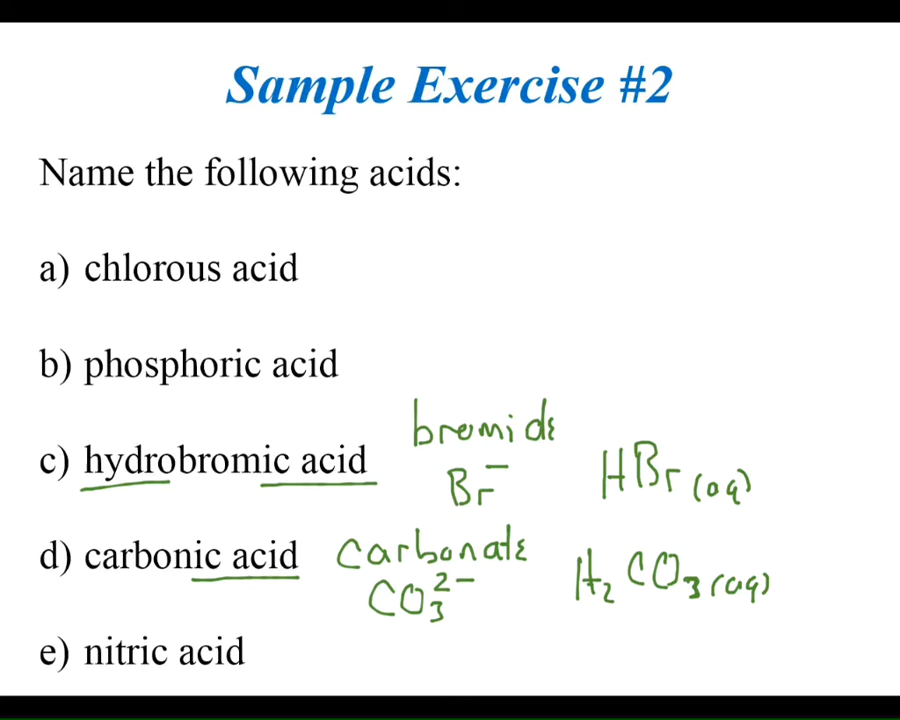 Sample Exercise #2
Name the following acids:
a) chlorous acid
b) phosphoric acid
bromide
c) hydrobromic acid
Br⁻
HBr (aq)
d) carbonic acid
carbonate
CO₃²⁻
H₂CO₃ (aq)
e) nitric acid